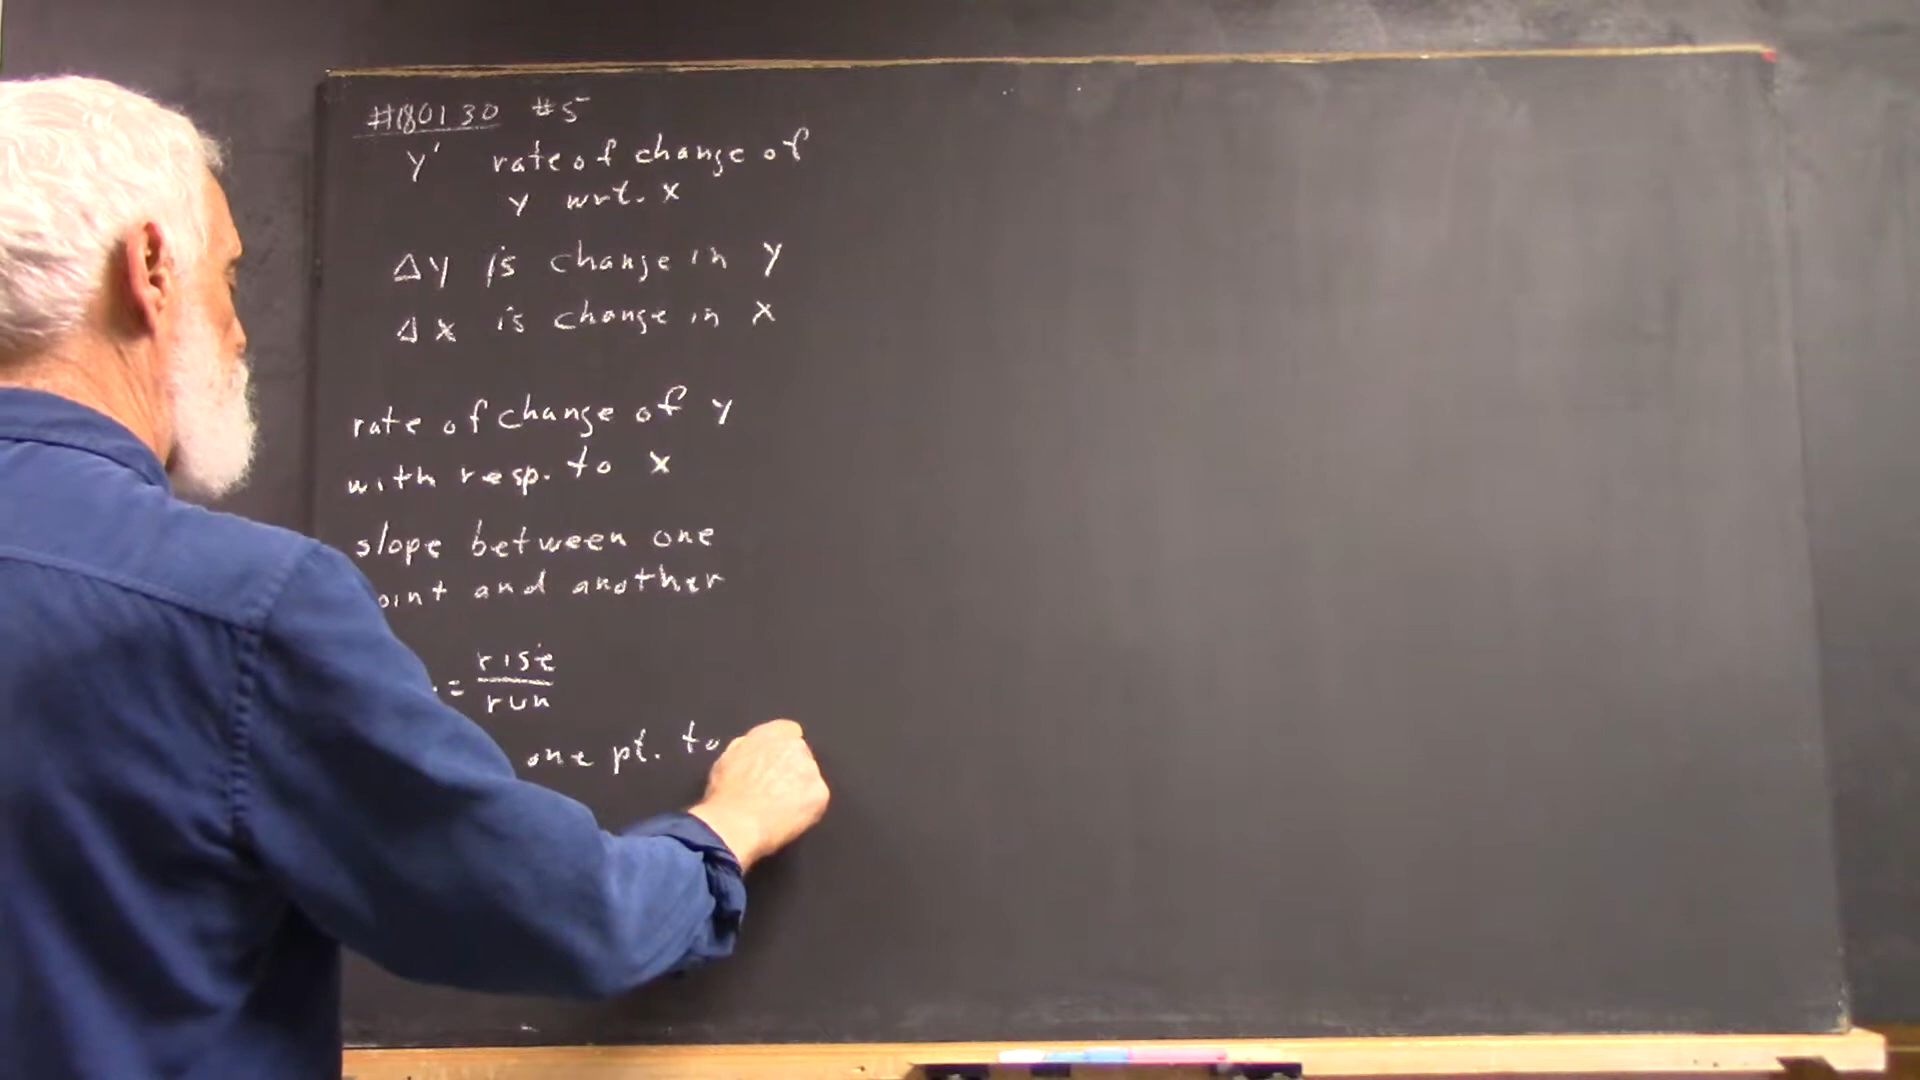 #180130 #5
y' rate of change of
y wrt. x
Δy is change in y
Δx is change in x
rate of change of y
with resp. to x
slope between one
oint and another
= rise
run
one pt. to